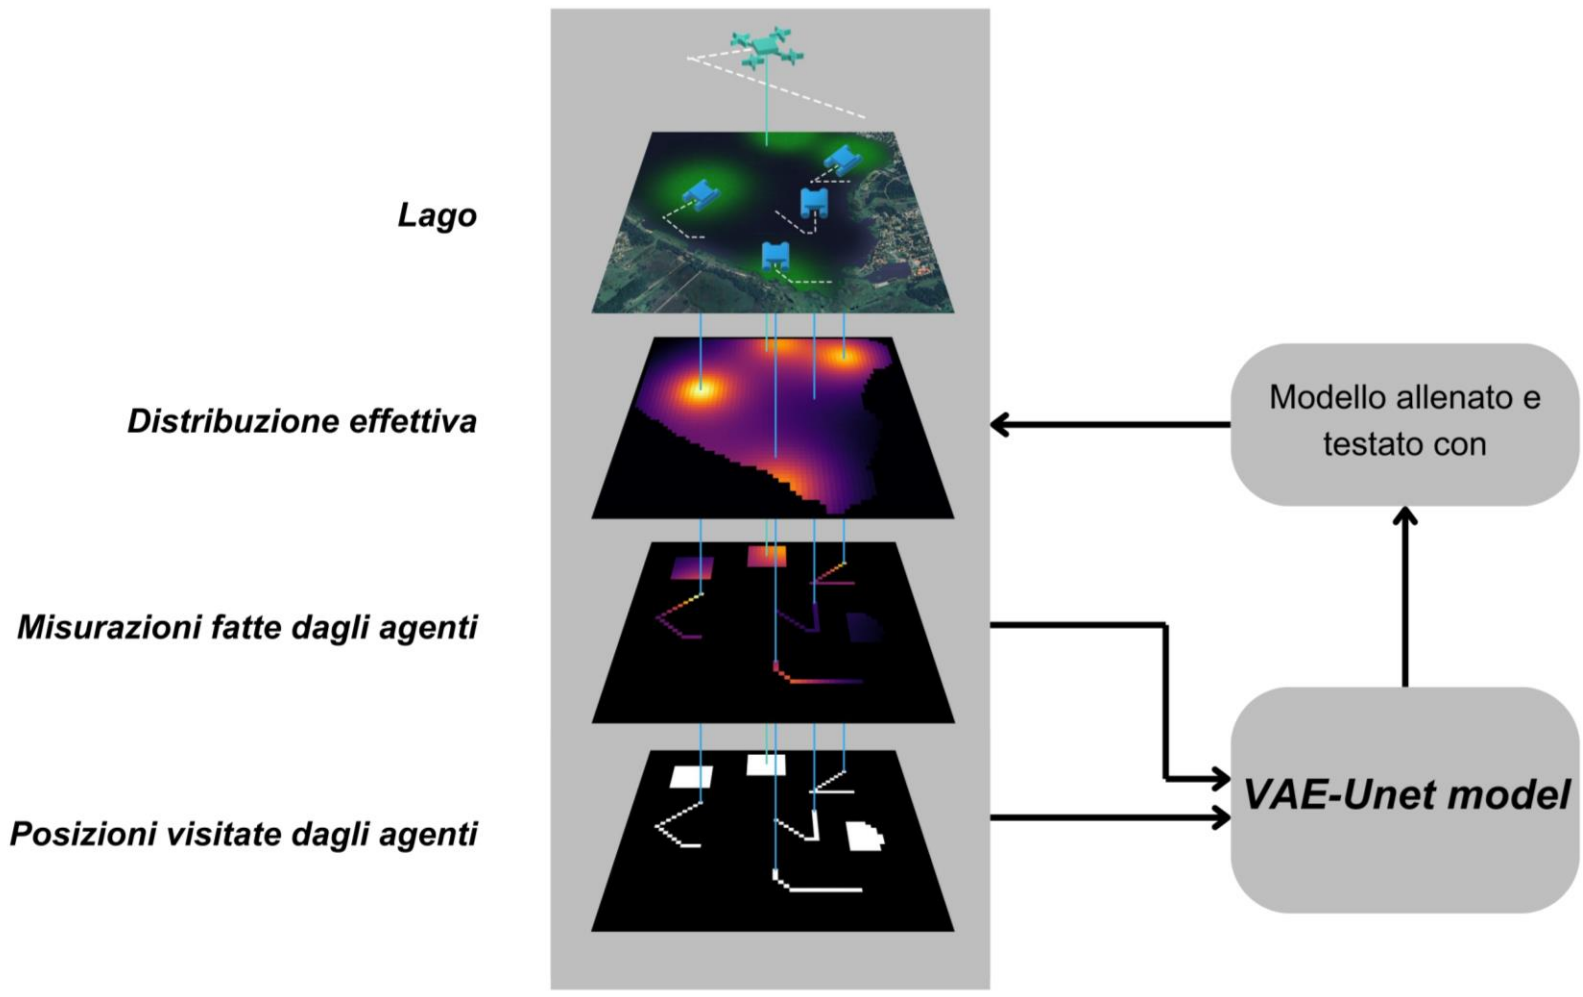 Lago
Distribuzione effettiva
Modello allenato e
testato con
Misurazioni fatte dagli agenti
VAE-Unet model
Posizioni visitate dagli agenti